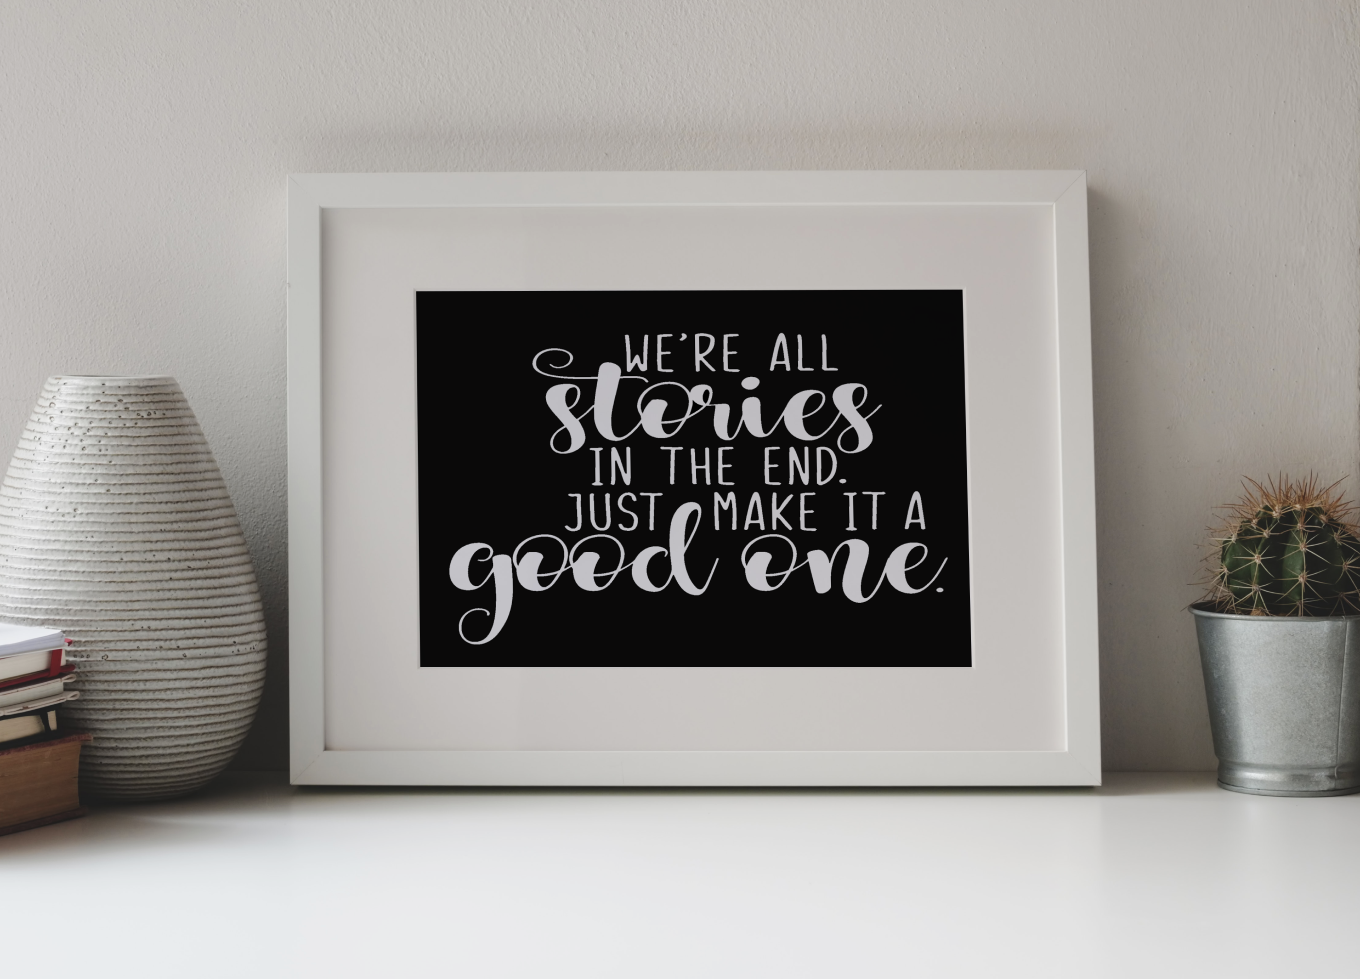 WE'RE ALL
stories
IN THE END.
JUST MAKE IT A
good one.